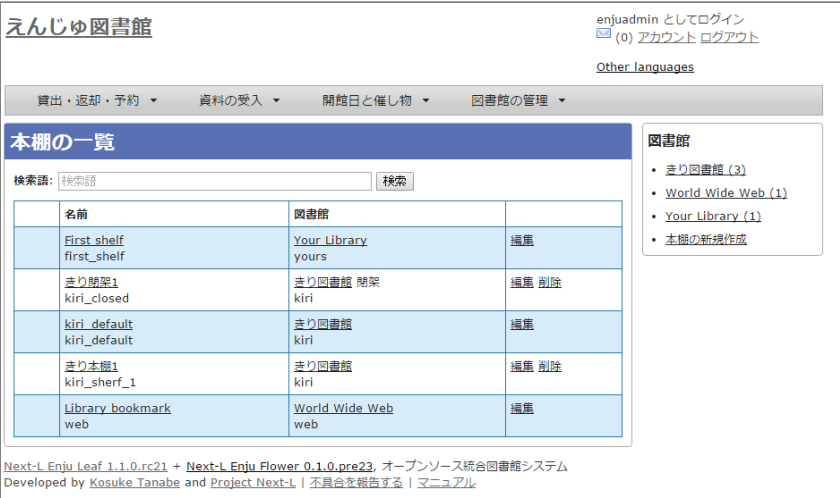 えんじゅ図書館
enjuadmin としてログイン
(0) アカウント ログアウト
Other languages
貸出・返却・予約 ▼ 資料の受入 ▼ 開館日と催し物 ▼ 図書館の管理 ▼
本棚の一覧
検索語: 検索語 検索
名前 図書館
First shelf Your Library 編集
first_shelf yours
きり閉架1 きり図書館 閉架 編集 削除
kiri_closed kiri
kiri_default きり図書館 編集
kiri_default kiri
きり本棚1 きり図書館 編集 削除
kiri_sherf_1 kiri
Library bookmark World Wide Web 編集
web web
図書館
• きり図書館 (3)
• World Wide Web (1)
• Your Library (1)
• 本棚の新規作成
Next-L Enju Leaf 1.1.0.rc21 + Next-L Enju Flower 0.1.0.pre23, オープンソース統合図書館システム
Developed by Kosuke Tanabe and Project Next-L | 不具合を報告する | マニュアル